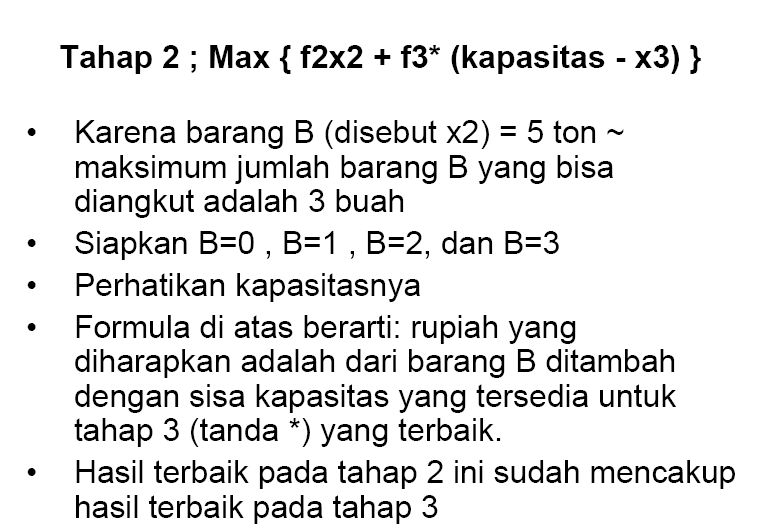 Tahap 2 ; Max { f2x2 + f3* (kapasitas - x3) }
• Karena barang B (disebut x2) = 5 ton ~
maksimum jumlah barang B yang bisa
diangkut adalah 3 buah
• Siapkan B=0 , B=1 , B=2, dan B=3
• Perhatikan kapasitasnya
• Formula di atas berarti: rupiah yang
diharapkan adalah dari barang B ditambah
dengan sisa kapasitas yang tersedia untuk
tahap 3 (tanda *) yang terbaik.
• Hasil terbaik pada tahap 2 ini sudah mencakup
hasil terbaik pada tahap 3